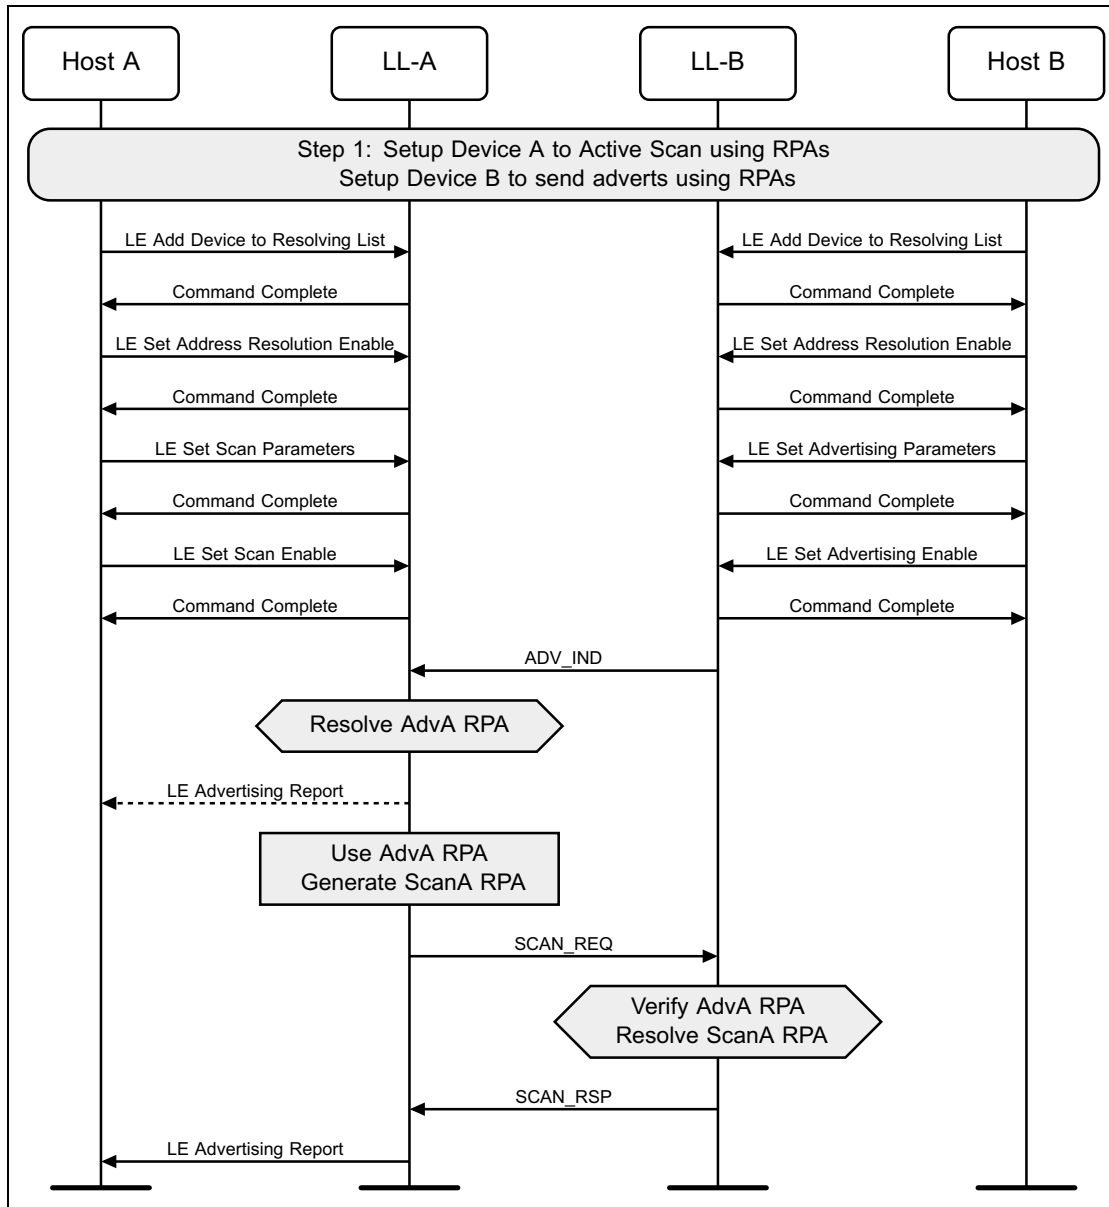 Host A
LL-A
LL-B
Host B
Step 1: Setup Device A to Active Scan using RPAs
Setup Device B to send adverts using RPAs
LE Add Device to Resolving List
LE Add Device to Resolving List
Command Complete
Command Complete
LE Set Address Resolution Enable
LE Set Address Resolution Enable
Command Complete
Command Complete
LE Set Scan Parameters
LE Set Advertising Parameters
Command Complete
Command Complete
LE Set Scan Enable
LE Set Advertising Enable
Command Complete
Command Complete
ADV_IND
Resolve AdvA RPA
LE Advertising Report
Use AdvA RPA
Generate ScanA RPA
SCAN_REQ
Verify AdvA RPA
Resolve ScanA RPA
SCAN_RSP
LE Advertising Report